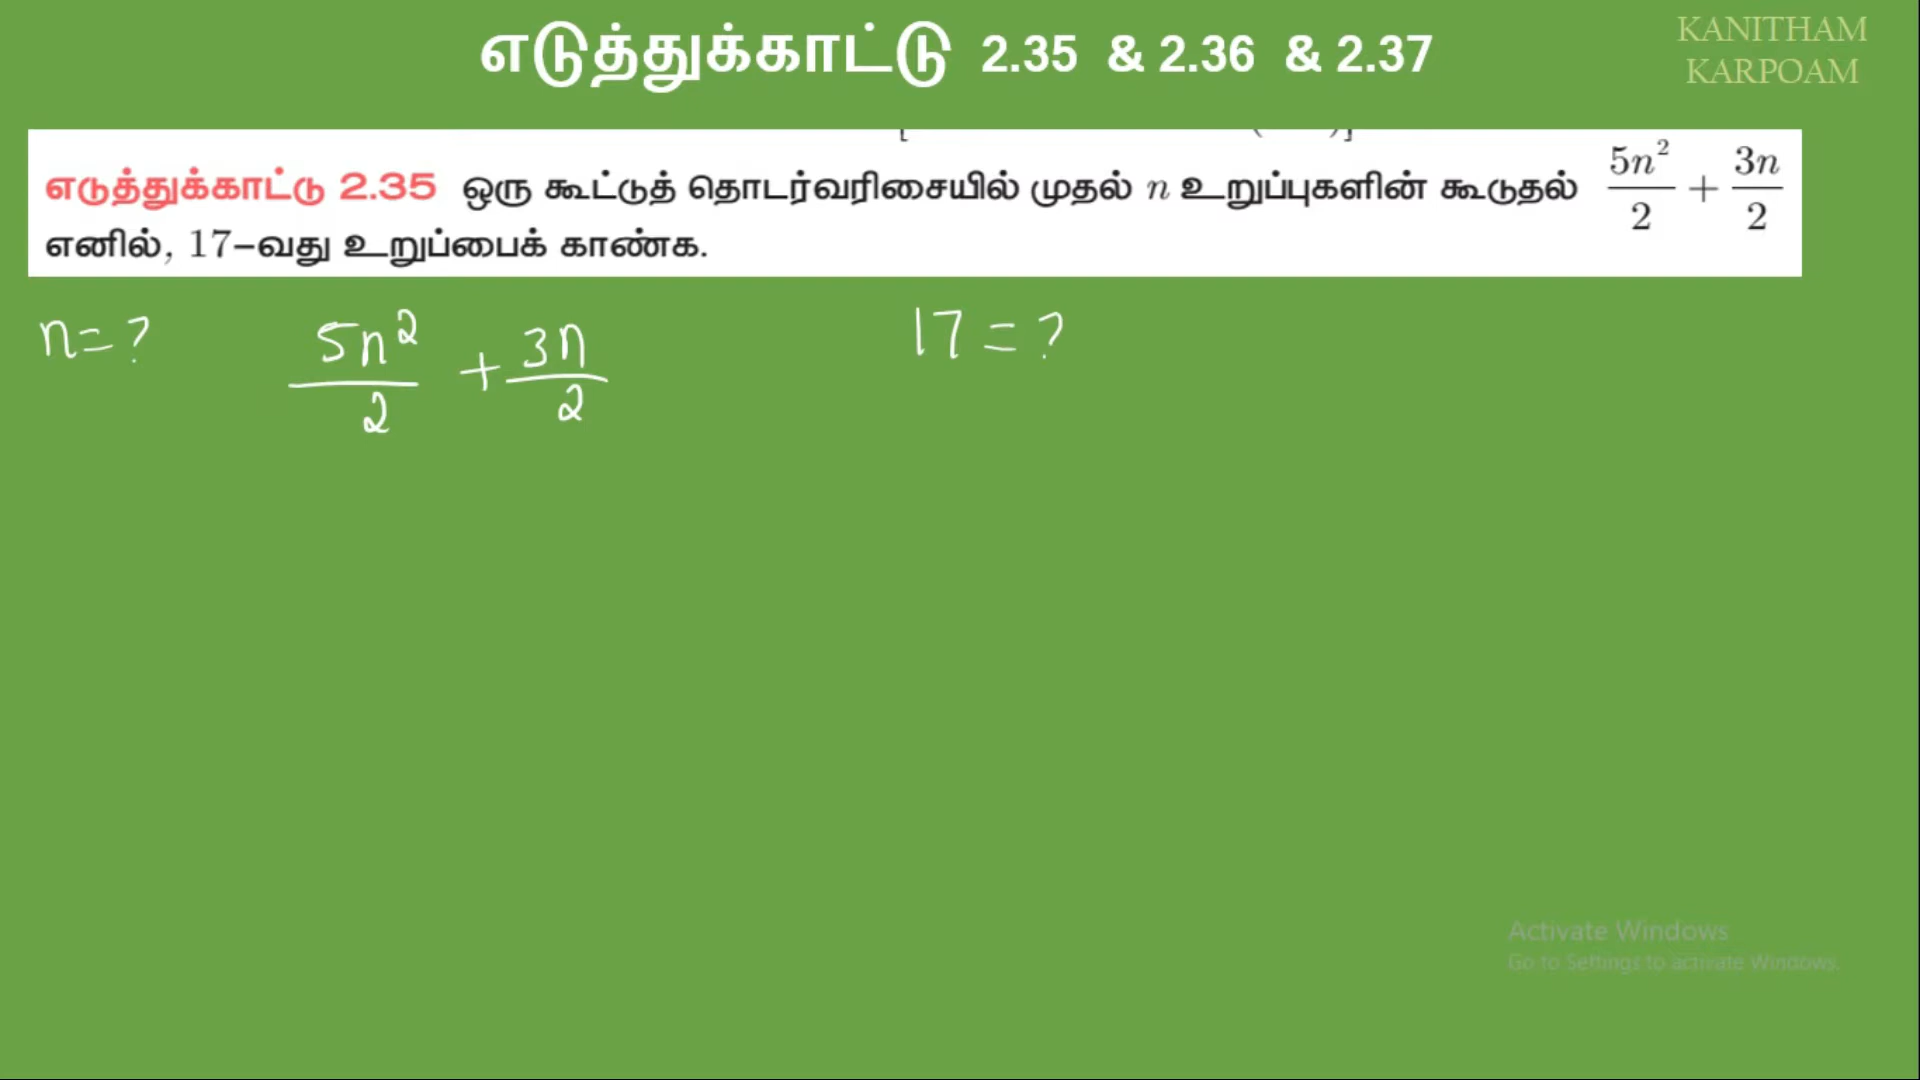 எடுத்துக்காட்டு 2.35 & 2.36 & 2.37
KANITHAM
KARPOAM
எடுத்துக்காட்டு 2.35 ஒரு கூட்டுத் தொடர்வரிசையில் முதல் n உறுப்புகளின் கூடுதல் 5n²/2 + 3n/2
எனில், 17–வது உறுப்பைக் காண்க.
n=? 5n²/2 + 3n/2 17 = ?
Activate Windows
Go to Settings to activate Windows.